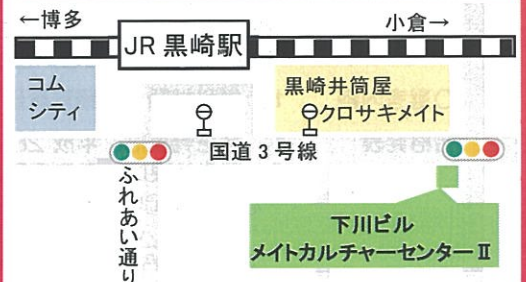 ←博多
小倉→
JR 黒崎駅
コム
シティ
黒崎井筒屋
クロサキメイト
国道 3 号線
ふれあい通り
下川ビル
メイトカルチャーセンターⅡ